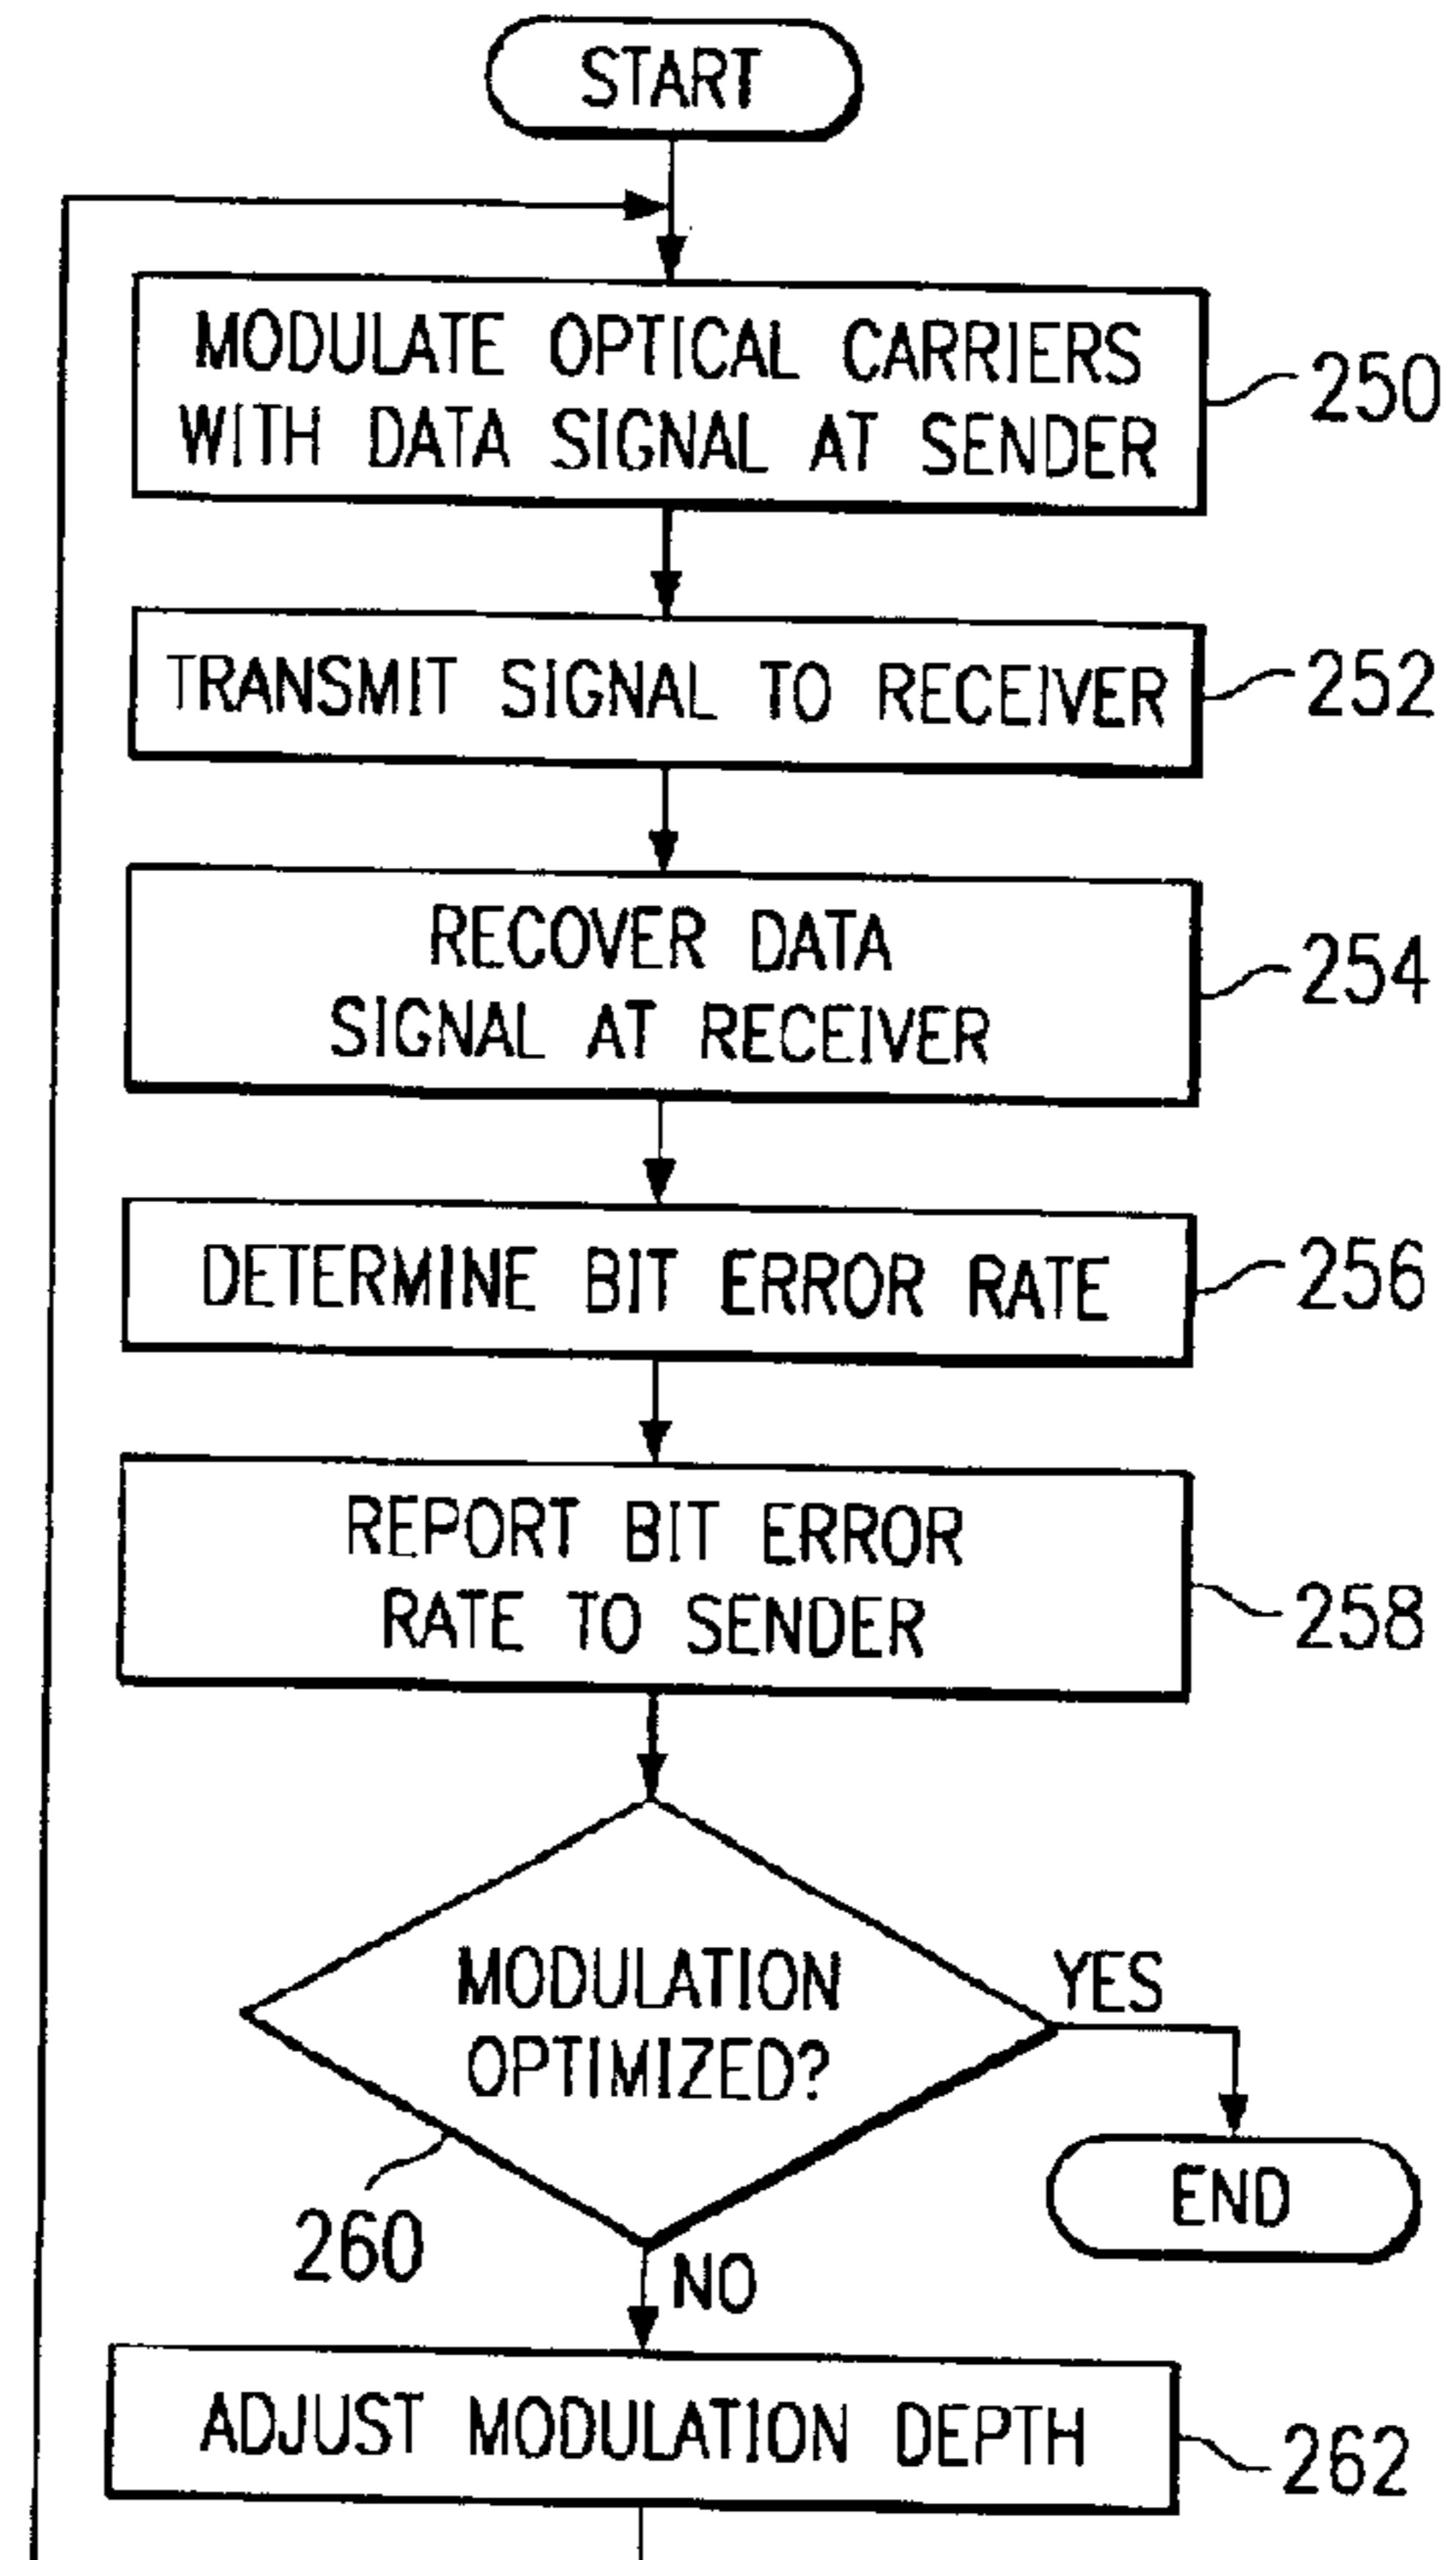 START
MODULATE OPTICAL CARRIERS
WITH DATA SIGNAL AT SENDER
250
TRANSMIT SIGNAL TO RECEIVER
252
RECOVER DATA
SIGNAL AT RECEIVER
254
DETERMINE BIT ERROR RATE
256
REPORT BIT ERROR
RATE TO SENDER
258
MODULATION
OPTIMIZED?
YES
END
260
NO
ADJUST MODULATION DEPTH
262